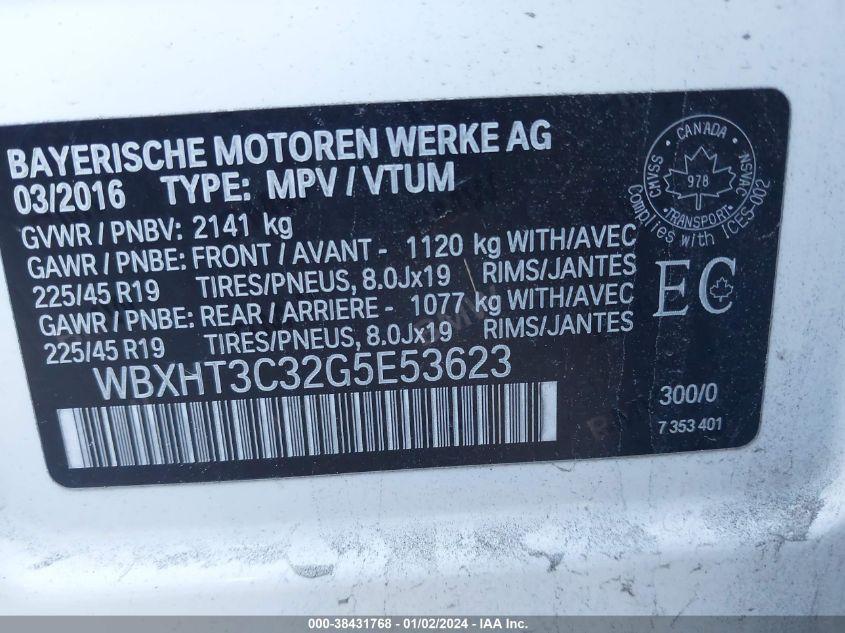 BAYERISCHE MOTOREN WERKE AG
03/2016 TYPE: MPV / VTUM
GVWR / PNBV: 2141 kg
GAWR / PNBE: FRONT / AVANT - 1120 kg WITH/AVEC
225/45 R19 TIRES/PNEUS, 8.0Jx19 RIMS/JANTES
GAWR / PNBE: REAR / ARRIERE - 1077 kg WITH/AVEC
225/45 R19 TIRES/PNEUS, 8.0Jx19 RIMS/JANTES
WBXHT3C32G5E53623
CANADA
CMVSS
978
NSVAC
TRANSPORT
Complies with ICES-002
EC
300/0
7 353 401
000-38431768 - 01/02/2024 - IAA Inc.